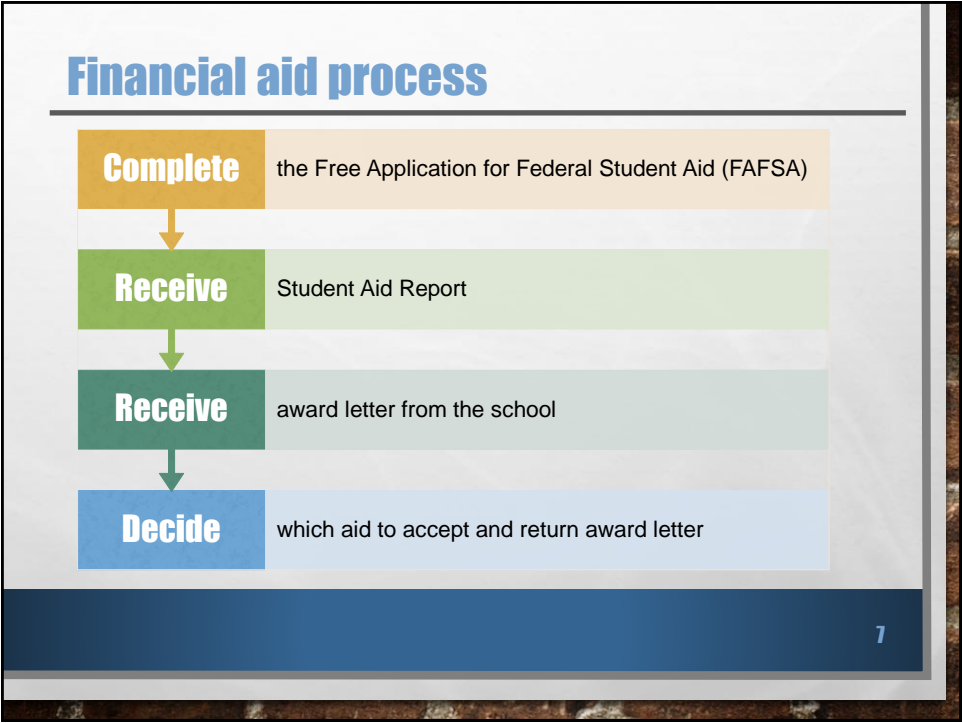 Financial aid process
Complete
the Free Application for Federal Student Aid (FAFSA)
Receive
Student Aid Report
Receive
award letter from the school
Decide
which aid to accept and return award letter
7